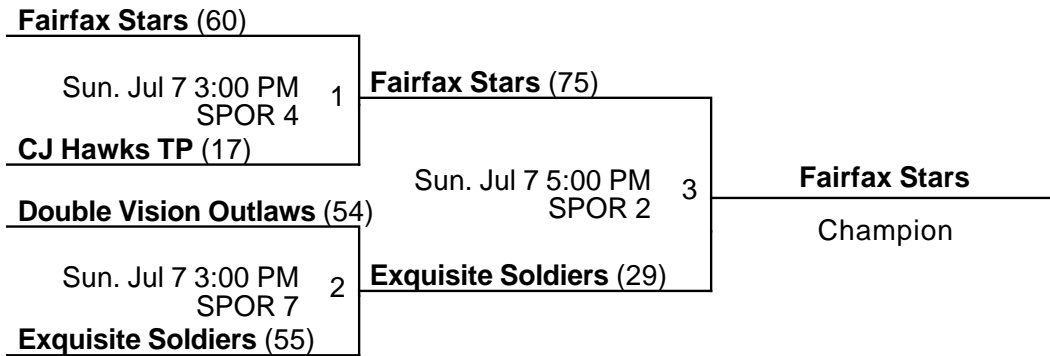 Fairfax Stars (60)
Sun. Jul 7 3:00 PM
SPOR 4
1
CJ Hawks TP (17)
Fairfax Stars (75)
Double Vision Outlaws (54)
Sun. Jul 7 3:00 PM
SPOR 7
2
Exquisite Soldiers (55)
Sun. Jul 7 5:00 PM
SPOR 2
3
Exquisite Soldiers (29)
Fairfax Stars
Champion